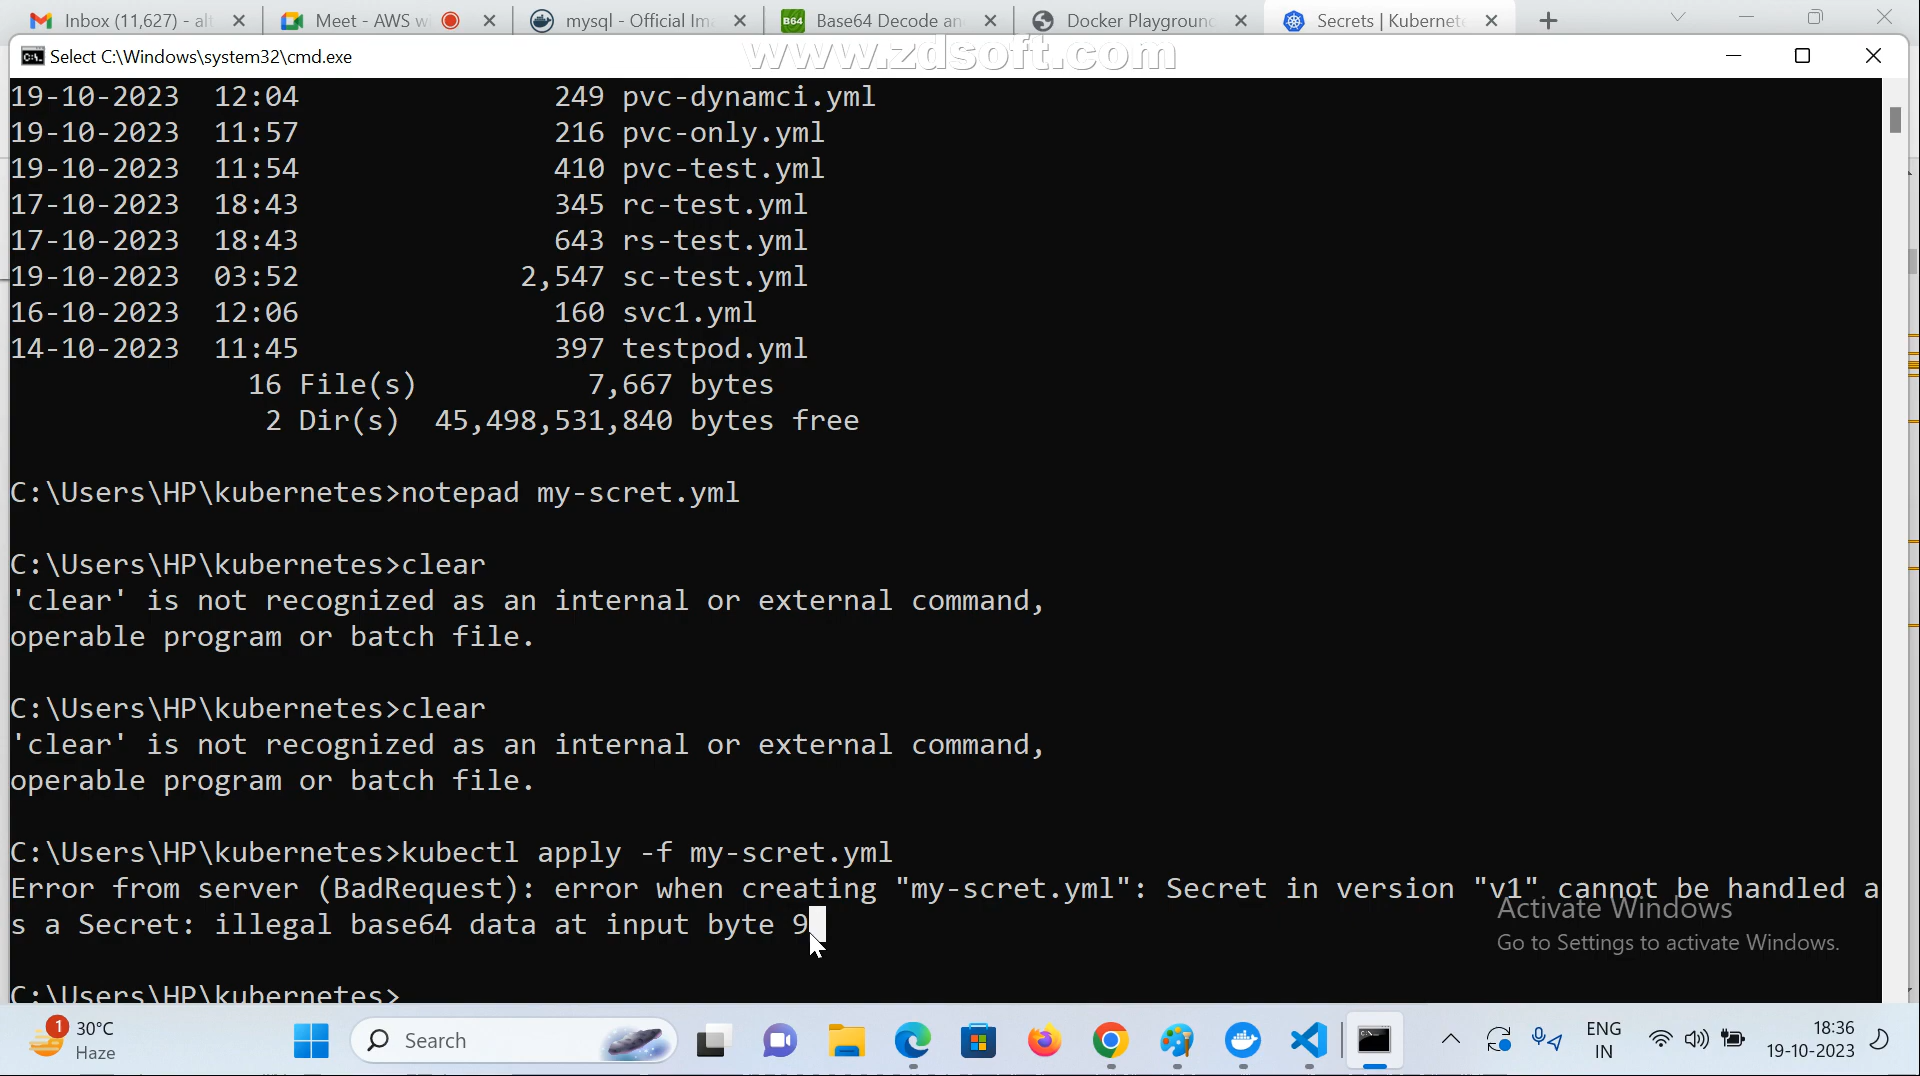 Inbox (11,627) - alt
Meet - AWS w
mysql - Official Im
B64
Base64 Decode an
Docker Playground
Secrets | Kubernete
Select C:\Windows\system32\cmd.exe
www.zdsoft.com
19-10-2023 12:04 249 pvc-dynamci.yml
19-10-2023 11:57 216 pvc-only.yml
19-10-2023 11:54 410 pvc-test.yml
17-10-2023 18:43 345 rc-test.yml
17-10-2023 18:43 643 rs-test.yml
19-10-2023 03:52 2,547 sc-test.yml
16-10-2023 12:06 160 svc1.yml
14-10-2023 11:45 397 testpod.yml
16 File(s) 7,667 bytes
2 Dir(s) 45,498,531,840 bytes free
C:\Users\HP\kubernetes>notepad my-scret.yml
C:\Users\HP\kubernetes>clear
'clear' is not recognized as an internal or external command,
operable program or batch file.
C:\Users\HP\kubernetes>clear
'clear' is not recognized as an internal or external command,
operable program or batch file.
C:\Users\HP\kubernetes>kubectl apply -f my-scret.yml
Error from server (BadRequest): error when creating "my-scret.yml": Secret in version "v1" cannot be handled a
s a Secret: illegal base64 data at input byte 9
Activate Windows
Go to Settings to activate Windows.
C:\Users\HP\kubernetes>
1
30°C
Haze
Search
ENG
IN
18:36
19-10-2023